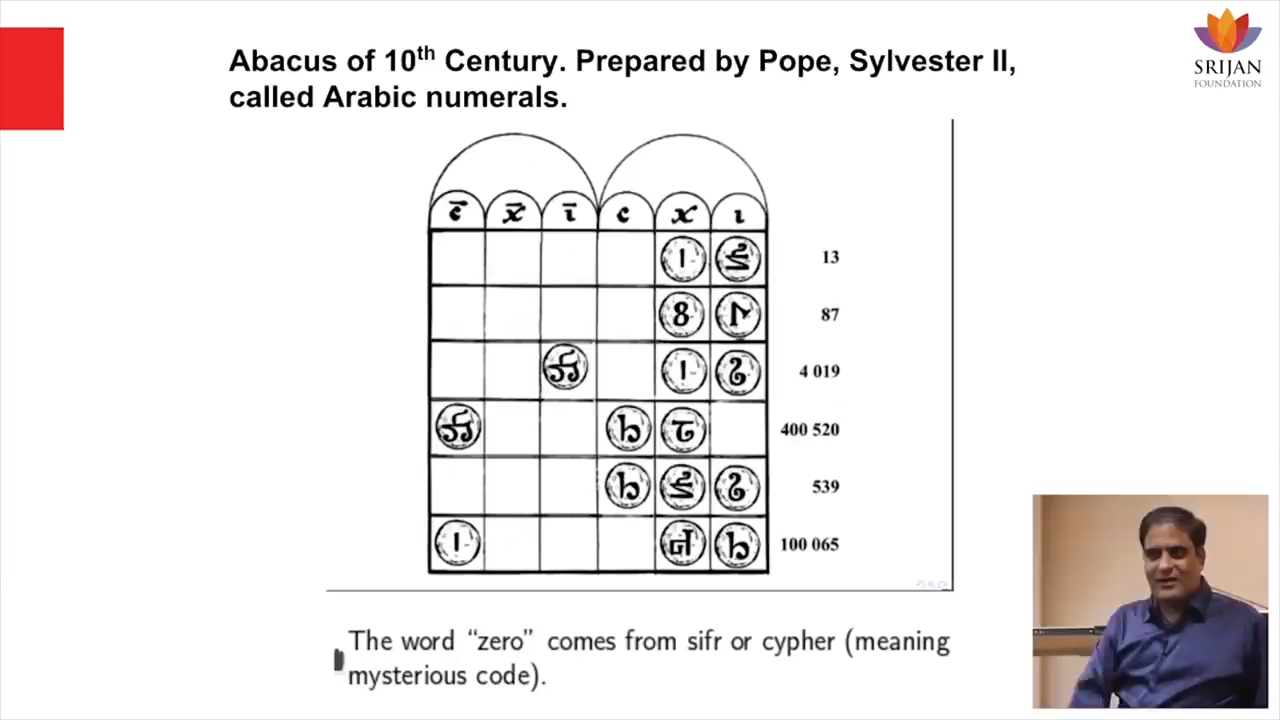 Abacus of 10th Century. Prepared by Pope, Sylvester II,
called Arabic numerals.
SRIJAN
FOUNDATION
c̅ x̅ ı̅ c x ı
13
8 87
4 019
400 520
539
100 065
The word “zero” comes from sifr or cypher (meaning
mysterious code).